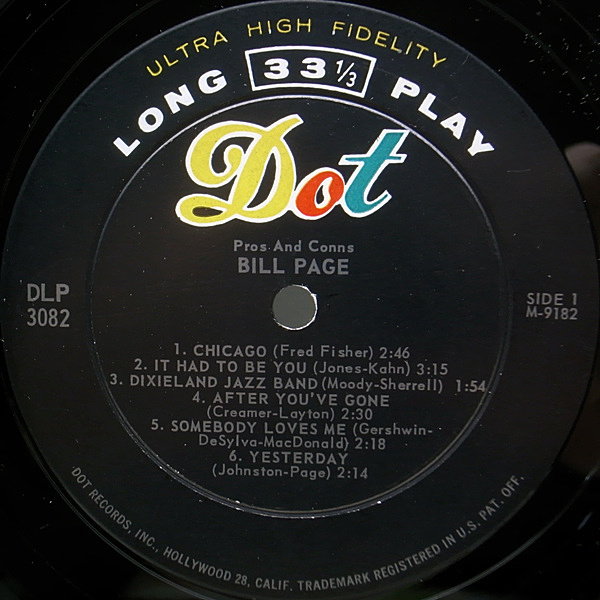 ULTRA HIGH FIDELITY
LONG 33 1/3 PLAY
Dot
Pros And Conns
BILL PAGE
DLP
3082
SIDE 1
M-9182
1. CHICAGO (Fred Fisher) 2:46
2. IT HAD TO BE YOU (Jones-Kahn) 3:15
3. DIXIELAND JAZZ BAND (Moody-Sherrell) 1:54
4. AFTER YOU'VE GONE
(Creamer-Layton) 2:30
5. SOMEBODY LOVES ME (Gershwin-
DeSylva-MacDonald) 2:18
6. YESTERDAY
(Johnston-Page) 2:14
DOT RECORDS, INC., HOLLYWOOD 28, CALIF. TRADEMARK REGISTERED IN U.S. PAT. OFF.